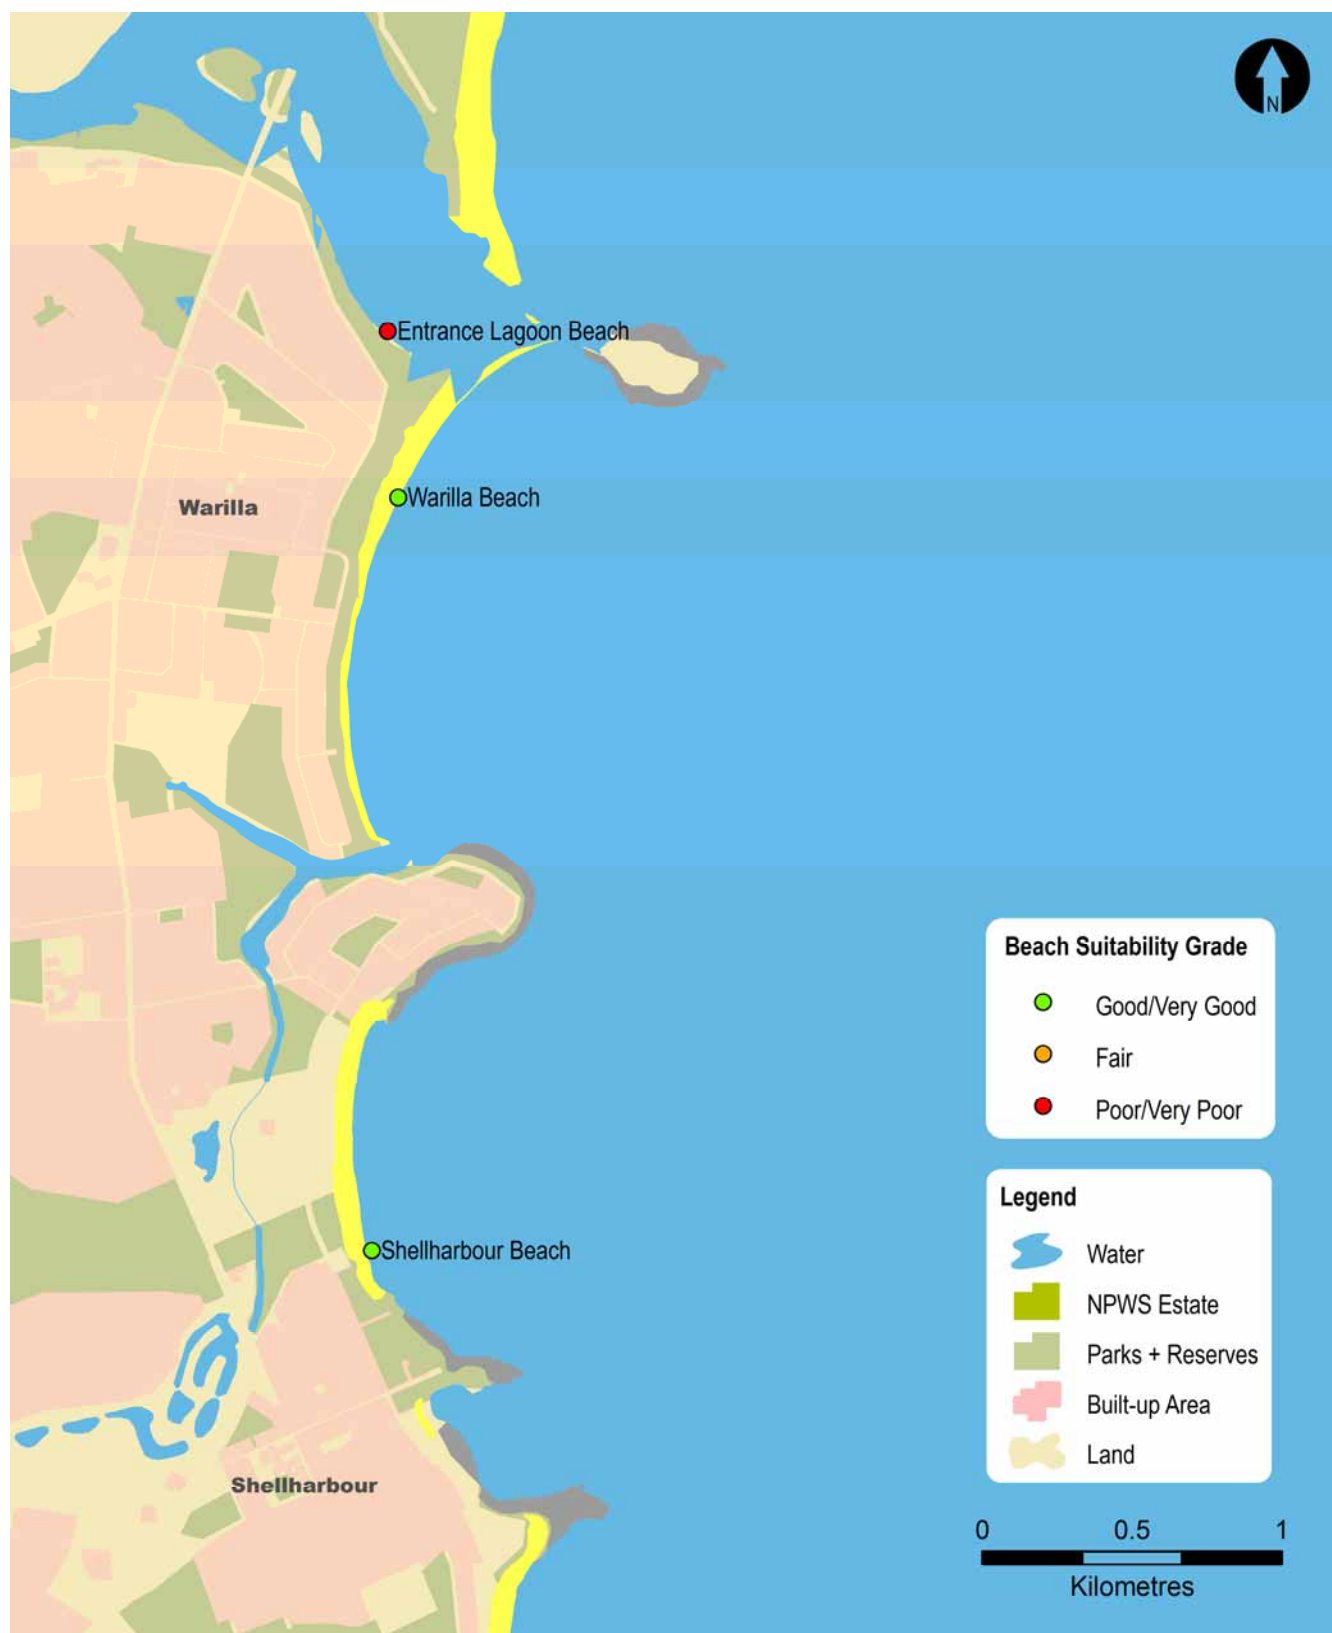 N
Entrance Lagoon Beach
Warilla Beach
Warilla
Beach Suitability Grade
Good/Very Good
Fair
Poor/Very Poor
Legend
Water
NPWS Estate
Parks + Reserves
Built-up Area
Land
Shellharbour Beach
Shellharbour
0 0.5 1
Kilometres